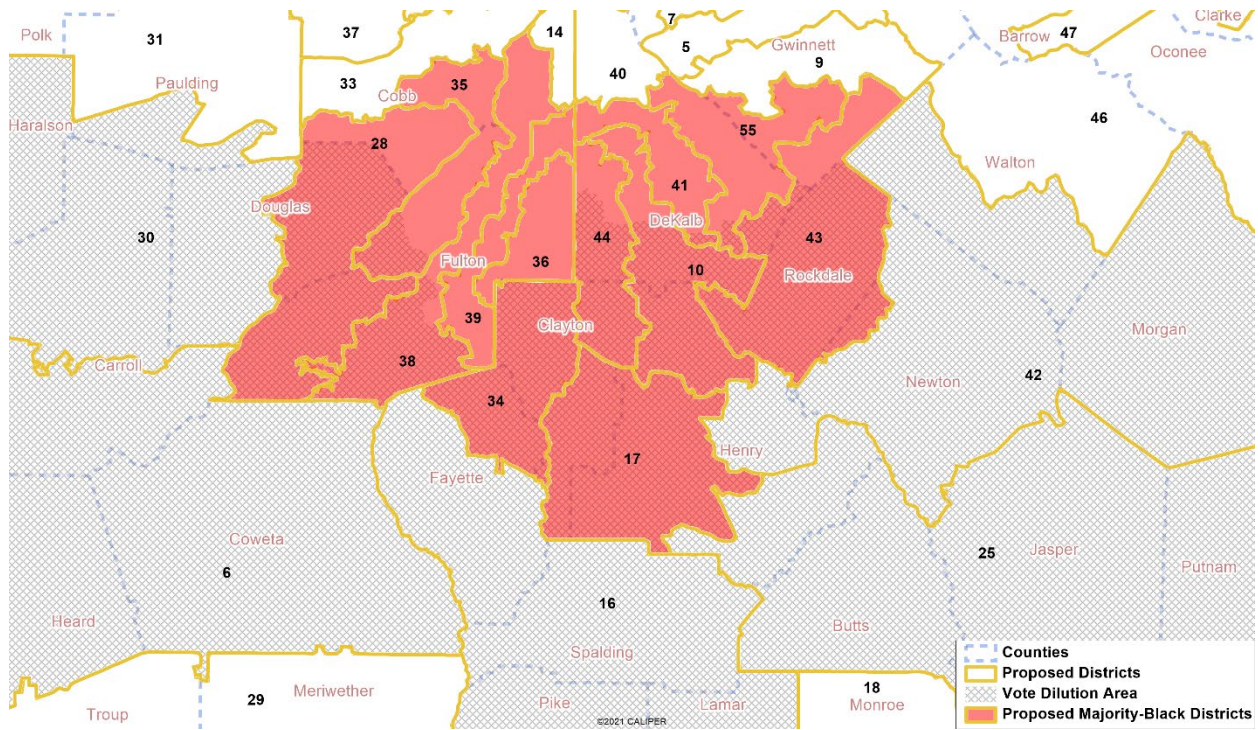 Polk
31
37
14
7
Clarke
Barrow
47
5
Gwinnett
Oconee
Paulding
33
Cobb
35
40
9
Haralson
28
55
46
Walton
Douglas
41
DeKalb
30
44
43
Fulton
36
10
Rockdale
39
Clayton
Morgan
Carroll
38
Newton
42
34
17
Henry
Fayette
Coweta
25
Jasper
6
Putnam
16
Heard
Butts
Spalding
29
Meriwether
18
Troup
Pike
Lamar
Monroe
©2021 CALIPER
Counties
Proposed Districts
Vote Dilution Area
Proposed Majority-Black Districts